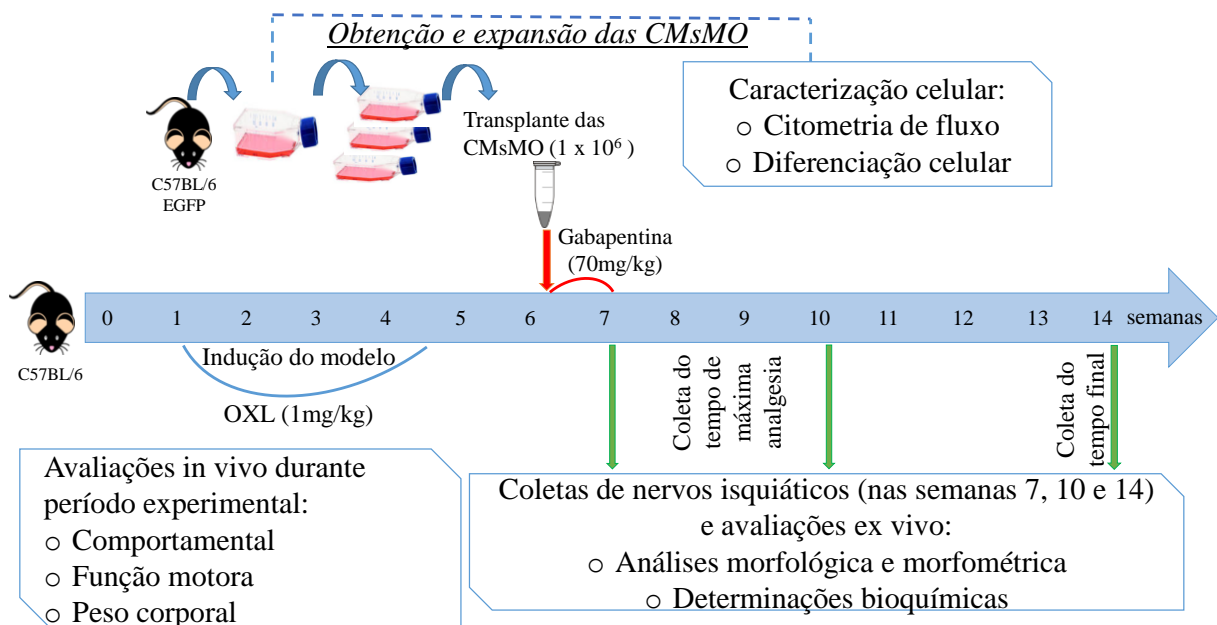 Obtenção e expansão das CMsMO
C57BL/6
EGFP
Transplante das
CMsMO (1 x 10⁶ )
Caracterização celular:
o Citometria de fluxo
o Diferenciação celular
Gabapentina
(70mg/kg)
0 1 2 3 4 5 6 7 8 9 10 11 12 13 14 semanas
C57BL/6
Indução do modelo
OXL (1mg/kg)
Coleta do
tempo de
máxima
analgesia
Coleta do
tempo final
Avaliações in vivo durante
período experimental:
o Comportamental
o Função motora
o Peso corporal
Coletas de nervos isquiáticos (nas semanas 7, 10 e 14)
e avaliações ex vivo:
o Análises morfológica e morfométrica
o Determinações bioquímicas